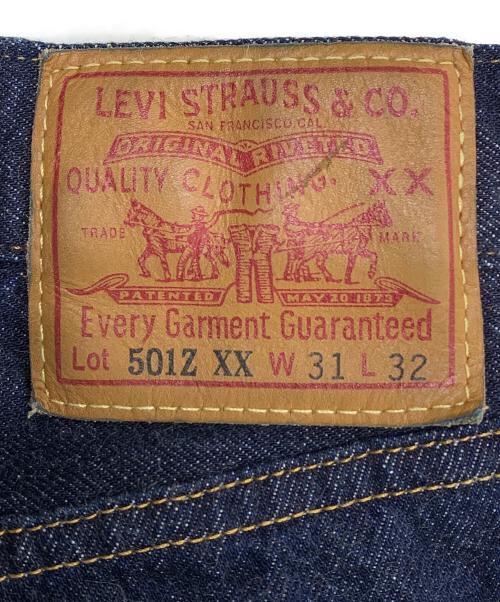 LEVI STRAUSS & CO.
SAN FRANCISCO, CAL.
ORIGINAL RIVETED
QUALITY CLOTHING. XX
TRADE MARK
PATENTED MAY 20 1873
Every Garment Guaranteed
Lot 501Z XX W 31 L 32